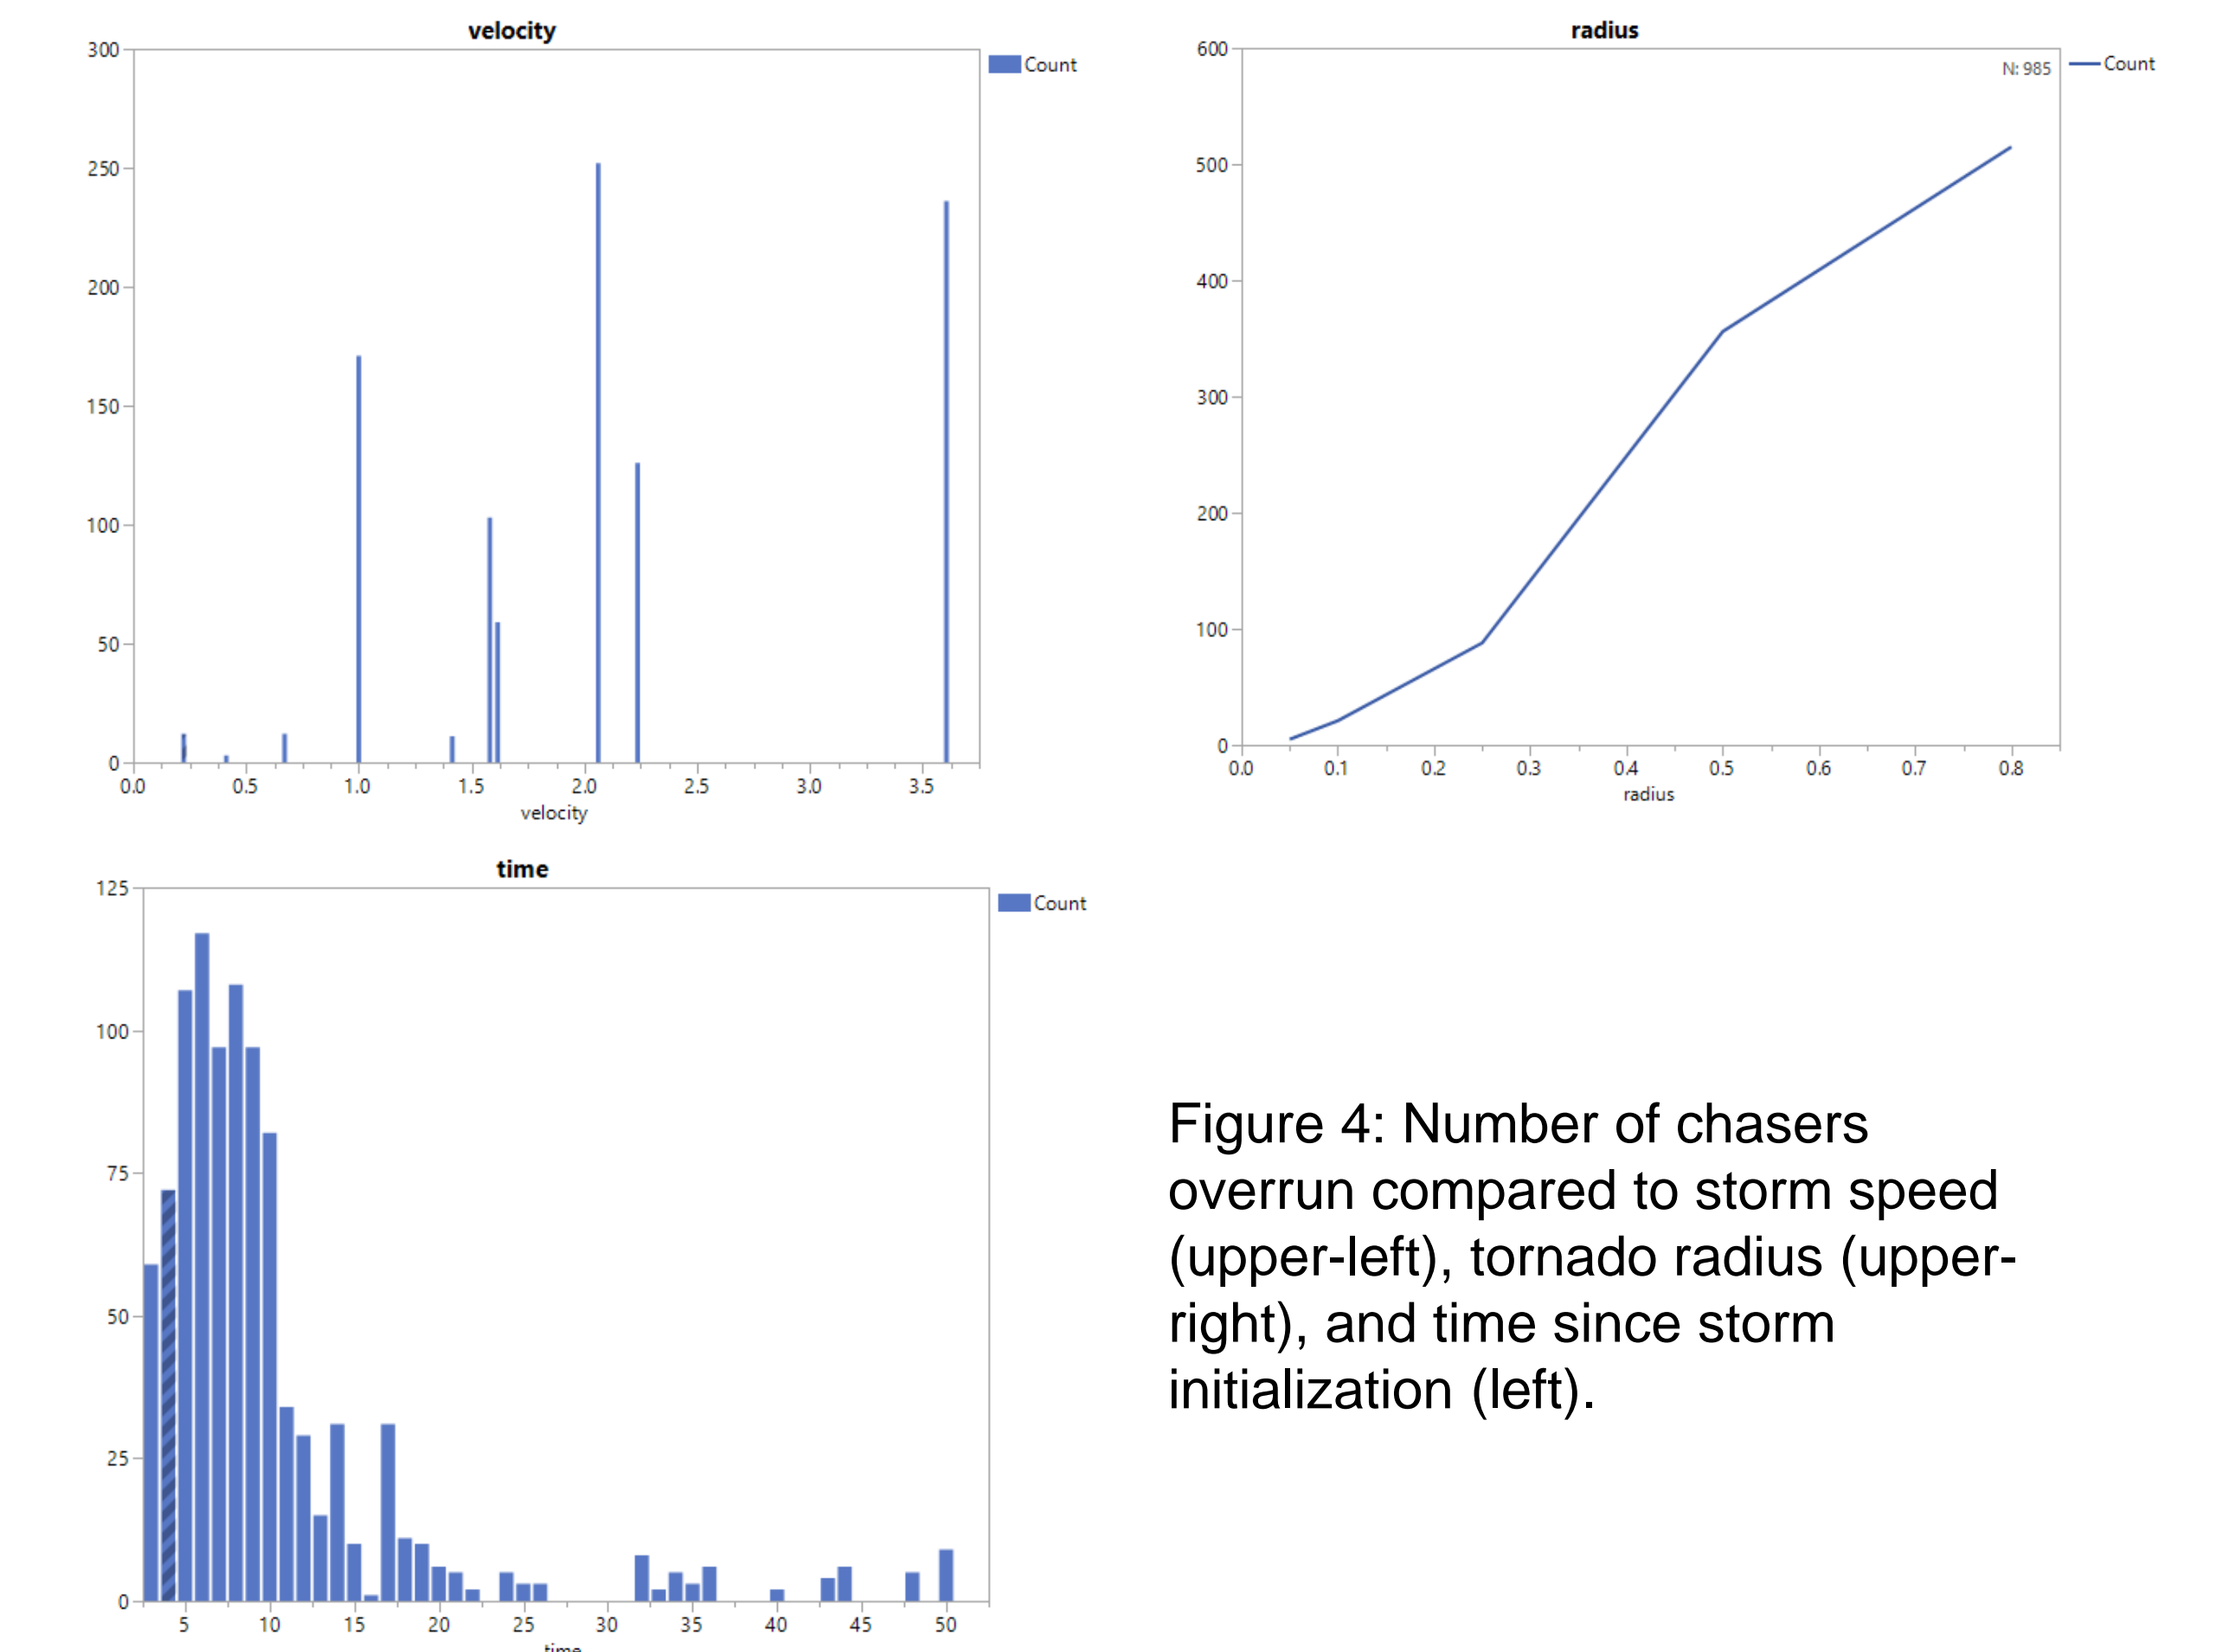 velocity
300
250
200
150
100
50
0
0.0 0.5 1.0 1.5 2.0 2.5 3.0 3.5
velocity
Count
radius
600
500
400
300
200
100
0
N: 985
Count
0.0 0.1 0.2 0.3 0.4 0.5 0.6 0.7 0.8
radius
time
125
100
75
50
25
0
5 10 15 20 25 30 35 40 45 50
time
Count
Figure 4: Number of chasers
overrun compared to storm speed
(upper-left), tornado radius (upper-
right), and time since storm
initialization (left).